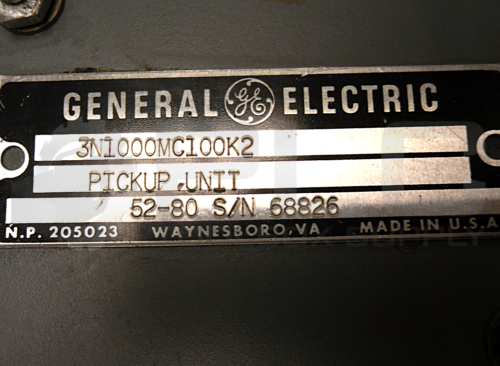 GENERAL GE ELECTRIC
3N1000MC100K2
PICKUP UNIT
52-80 S/N 68826
N.P. 205023 WAYNESBORO, VA MADE IN U.S.A